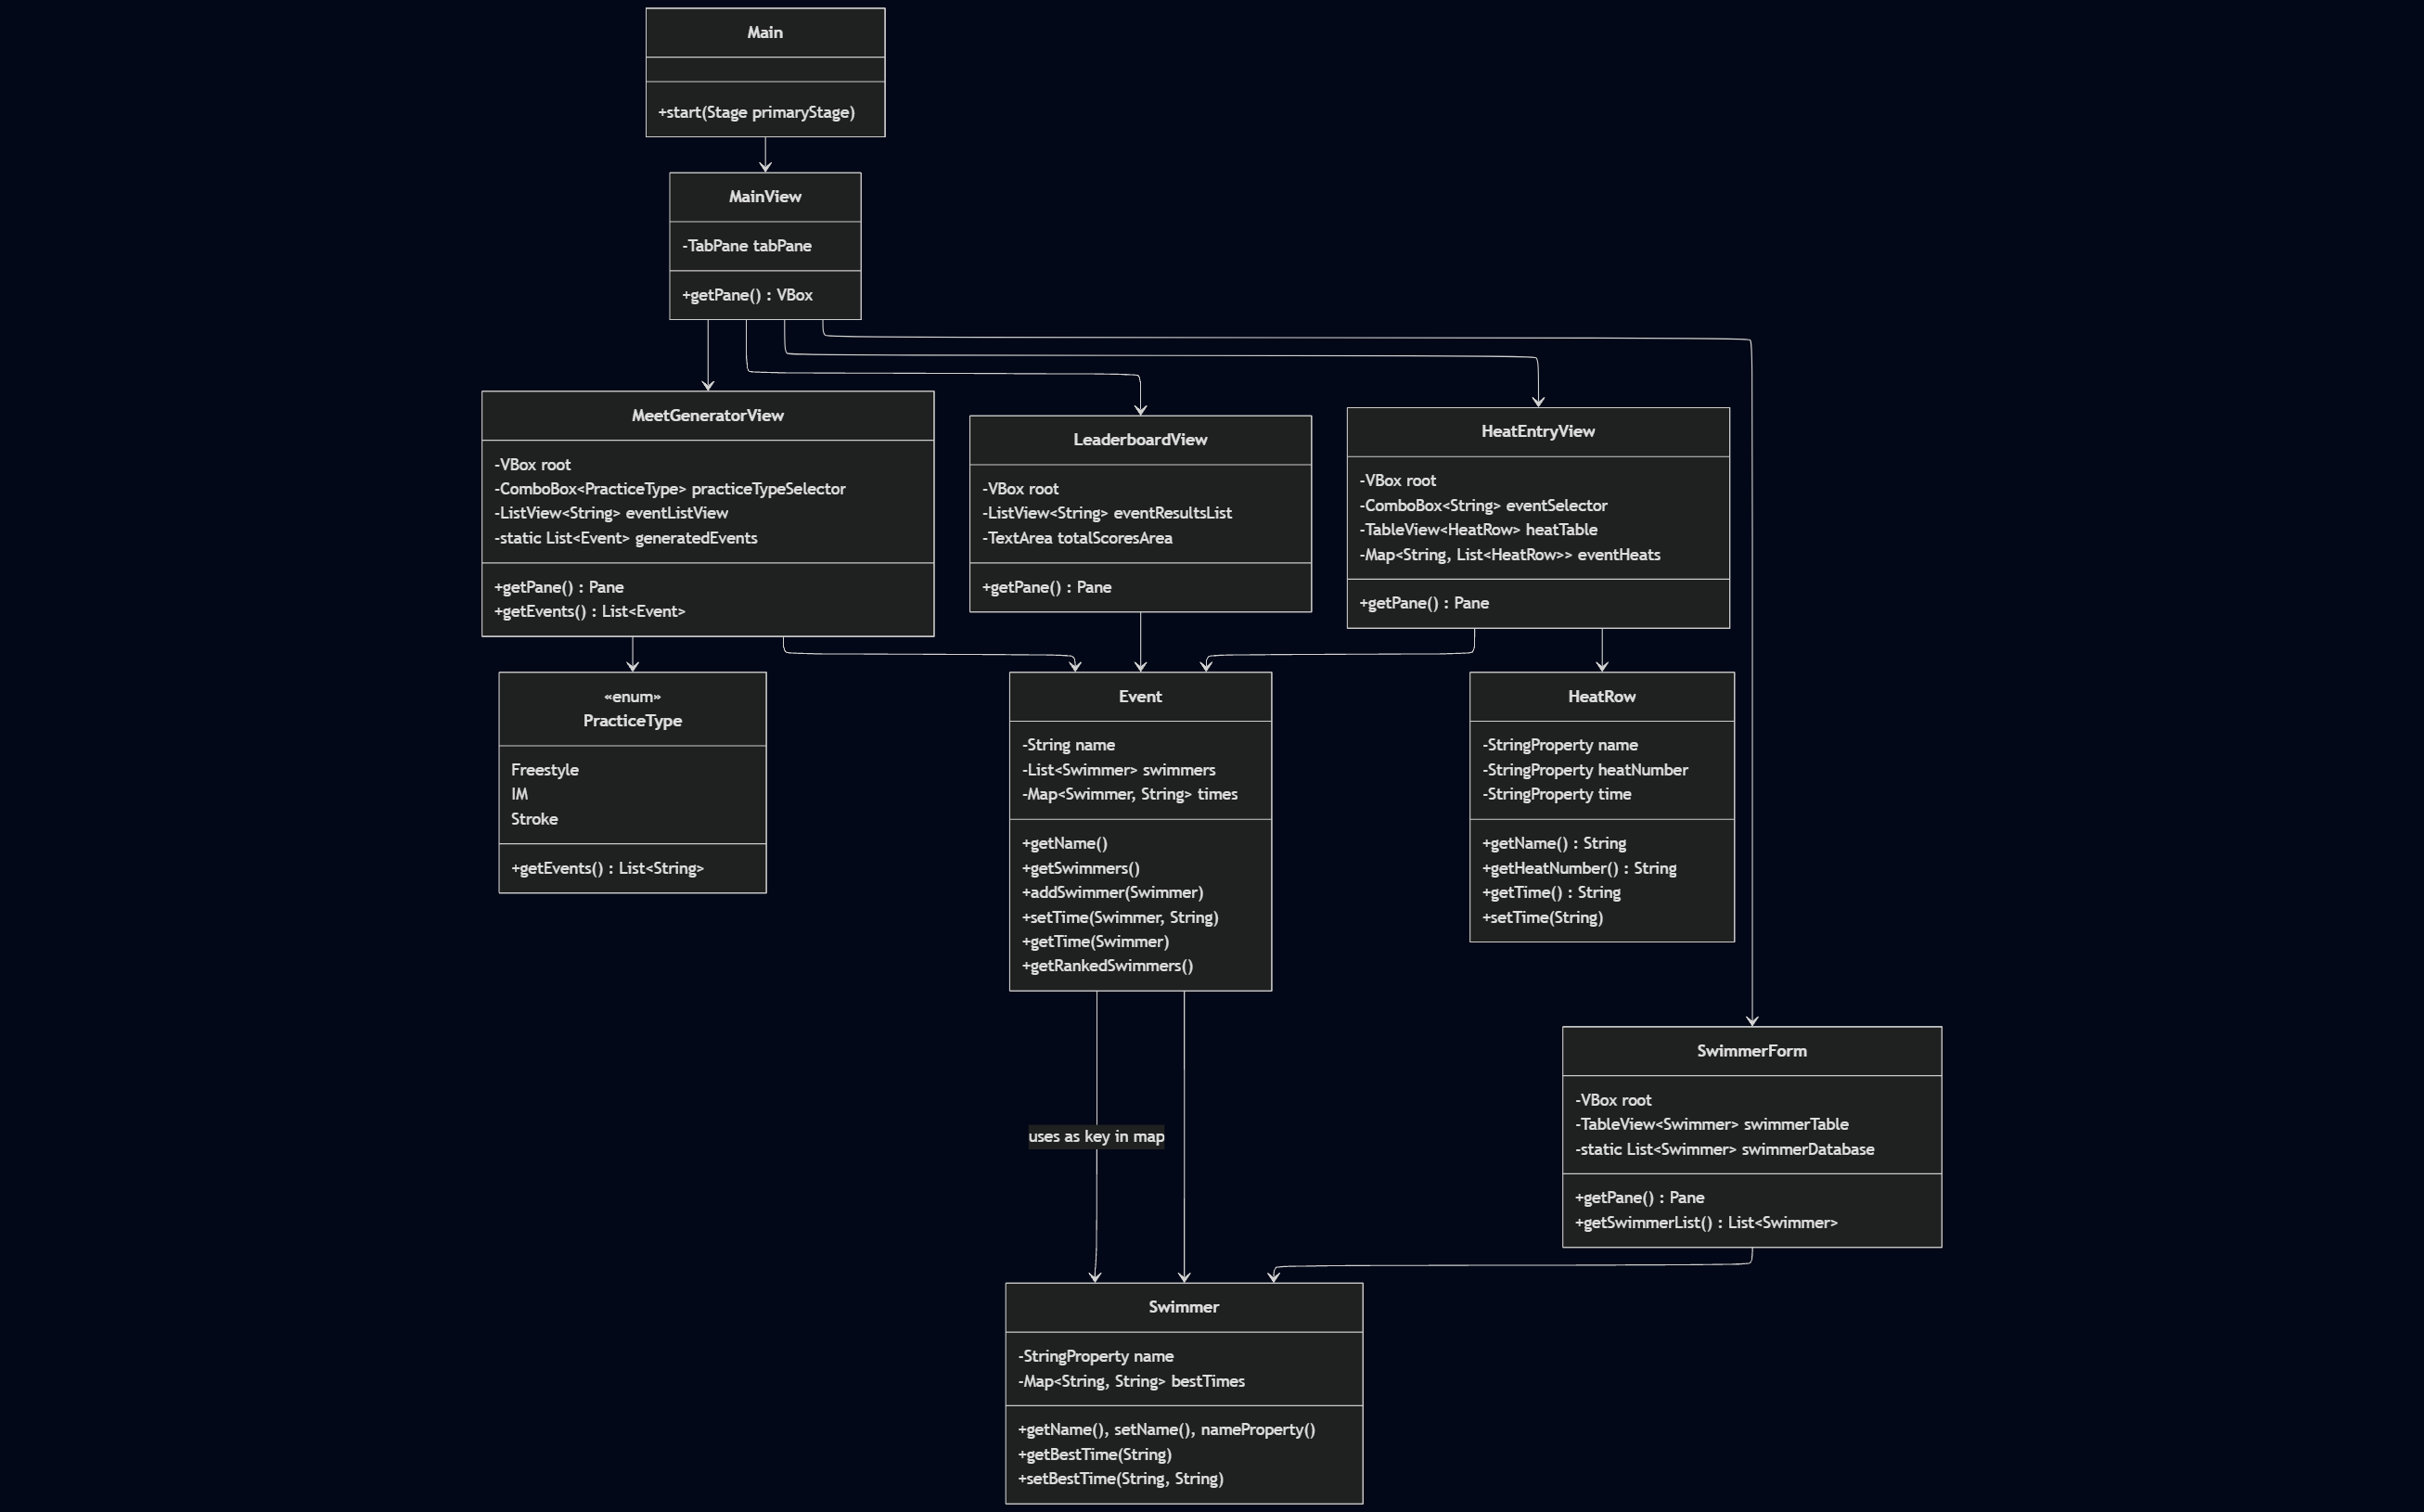 Main
+start(Stage primaryStage)
MainView
-TabPane tabPane
+getPane() : VBox
MeetGeneratorView
-VBox root
-ComboBox<PracticeType> practiceTypeSelector
-ListView<String> eventListView
-static List<Event> generatedEvents
+getPane() : Pane
+getEvents() : List<Event>
LeaderboardView
-VBox root
-ListView<String> eventResultsList
-TextArea totalScoresArea
+getPane() : Pane
HeatEntryView
-VBox root
-ComboBox<String> eventSelector
-TableView<HeatRow> heatTable
-Map<String, List<HeatRow>> eventHeats
+getPane() : Pane
«enum»
PracticeType
Freestyle
IM
Stroke
+getEvents() : List<String>
Event
-String name
-List<Swimmer> swimmers
-Map<Swimmer, String> times
+getName()
+getSwimmers()
+addSwimmer(Swimmer)
+setTime(Swimmer, String)
+getTime(Swimmer)
+getRankedSwimmers()
HeatRow
-StringProperty name
-StringProperty heatNumber
-StringProperty time
+getName() : String
+getHeatNumber() : String
+getTime() : String
+setTime(String)
SwimmerForm
-VBox root
-TableView<Swimmer> swimmerTable
-static List<Swimmer> swimmerDatabase
+getPane() : Pane
+getSwimmerList() : List<Swimmer>
uses as key in map
Swimmer
-StringProperty name
-Map<String, String> bestTimes
+getName(), setName(), nameProperty()
+getBestTime(String)
+setBestTime(String, String)